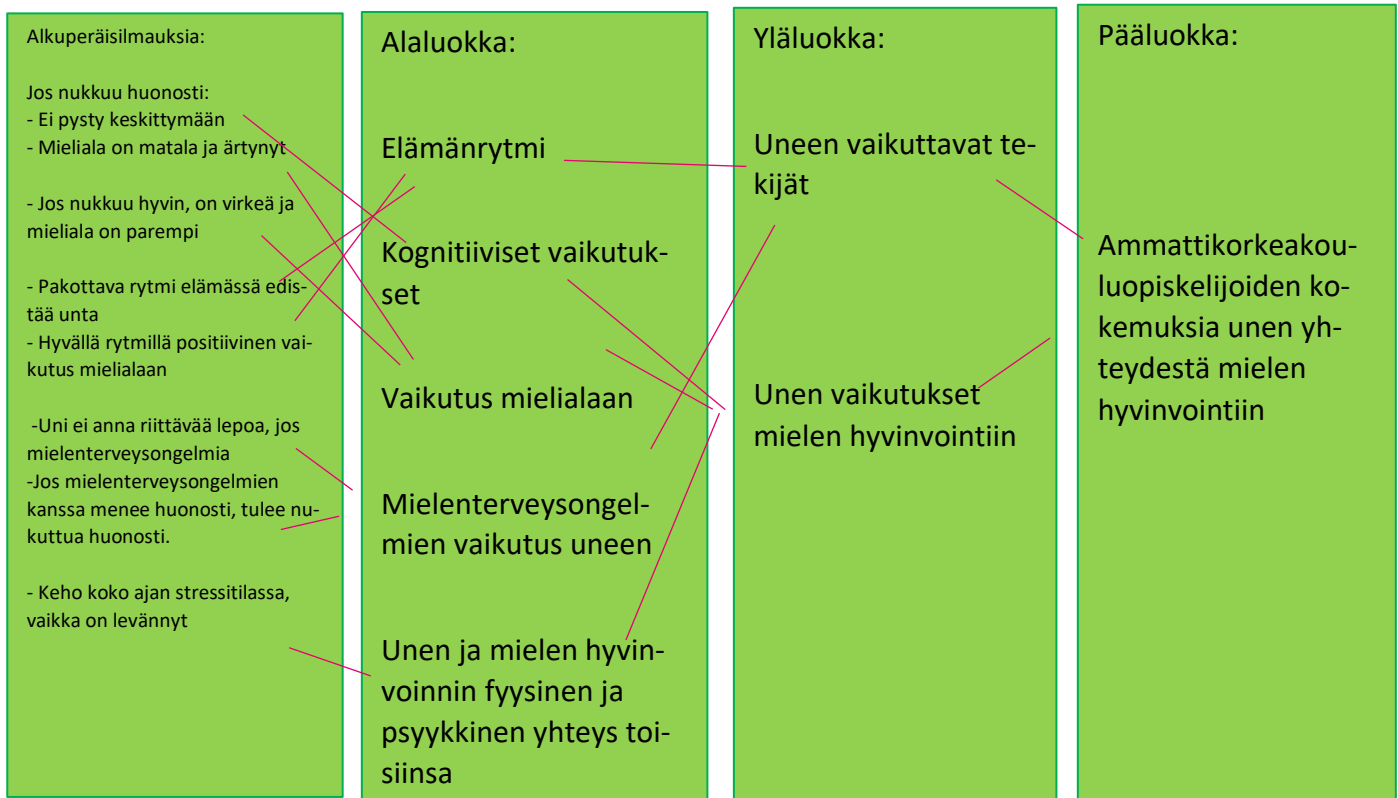 Alkuperäisilmauksia:
Jos nukkuu huonosti:
- Ei pysty keskittymään
- Mieliala on matala ja ärtynyt
- Jos nukkuu hyvin, on virkeä ja
mieliala on parempi
- Pakottava rytmi elämässä edis-
tää unta
- Hyvällä rytmillä positiivinen vai-
kutus mielialaan
-Uni ei anna riittävää lepoa, jos
mielenterveysongelmia
-Jos mielenterveysongelmien
kanssa menee huonosti, tulee nu-
kuttua huonosti.
- Keho koko ajan stressitilassa,
vaikka on levännyt
Alaluokka:
Elämänrytmi
Kognitiiviset vaikutuk-
set
Vaikutus mielialaan
Mielenterveysongel-
mien vaikutus uneen
Unen ja mielen hyvin-
voinnin fyysinen ja
psyykkinen yhteys toi-
siinsa
Yläluokka:
Uneen vaikuttavat te-
kijät
Unen vaikutukset
mielen hyvinvointiin
Pääluokka:
Ammattikorkeakou-
luopiskelijoiden ko-
kemuksia unen yh-
teydestä mielen
hyvinvointiin